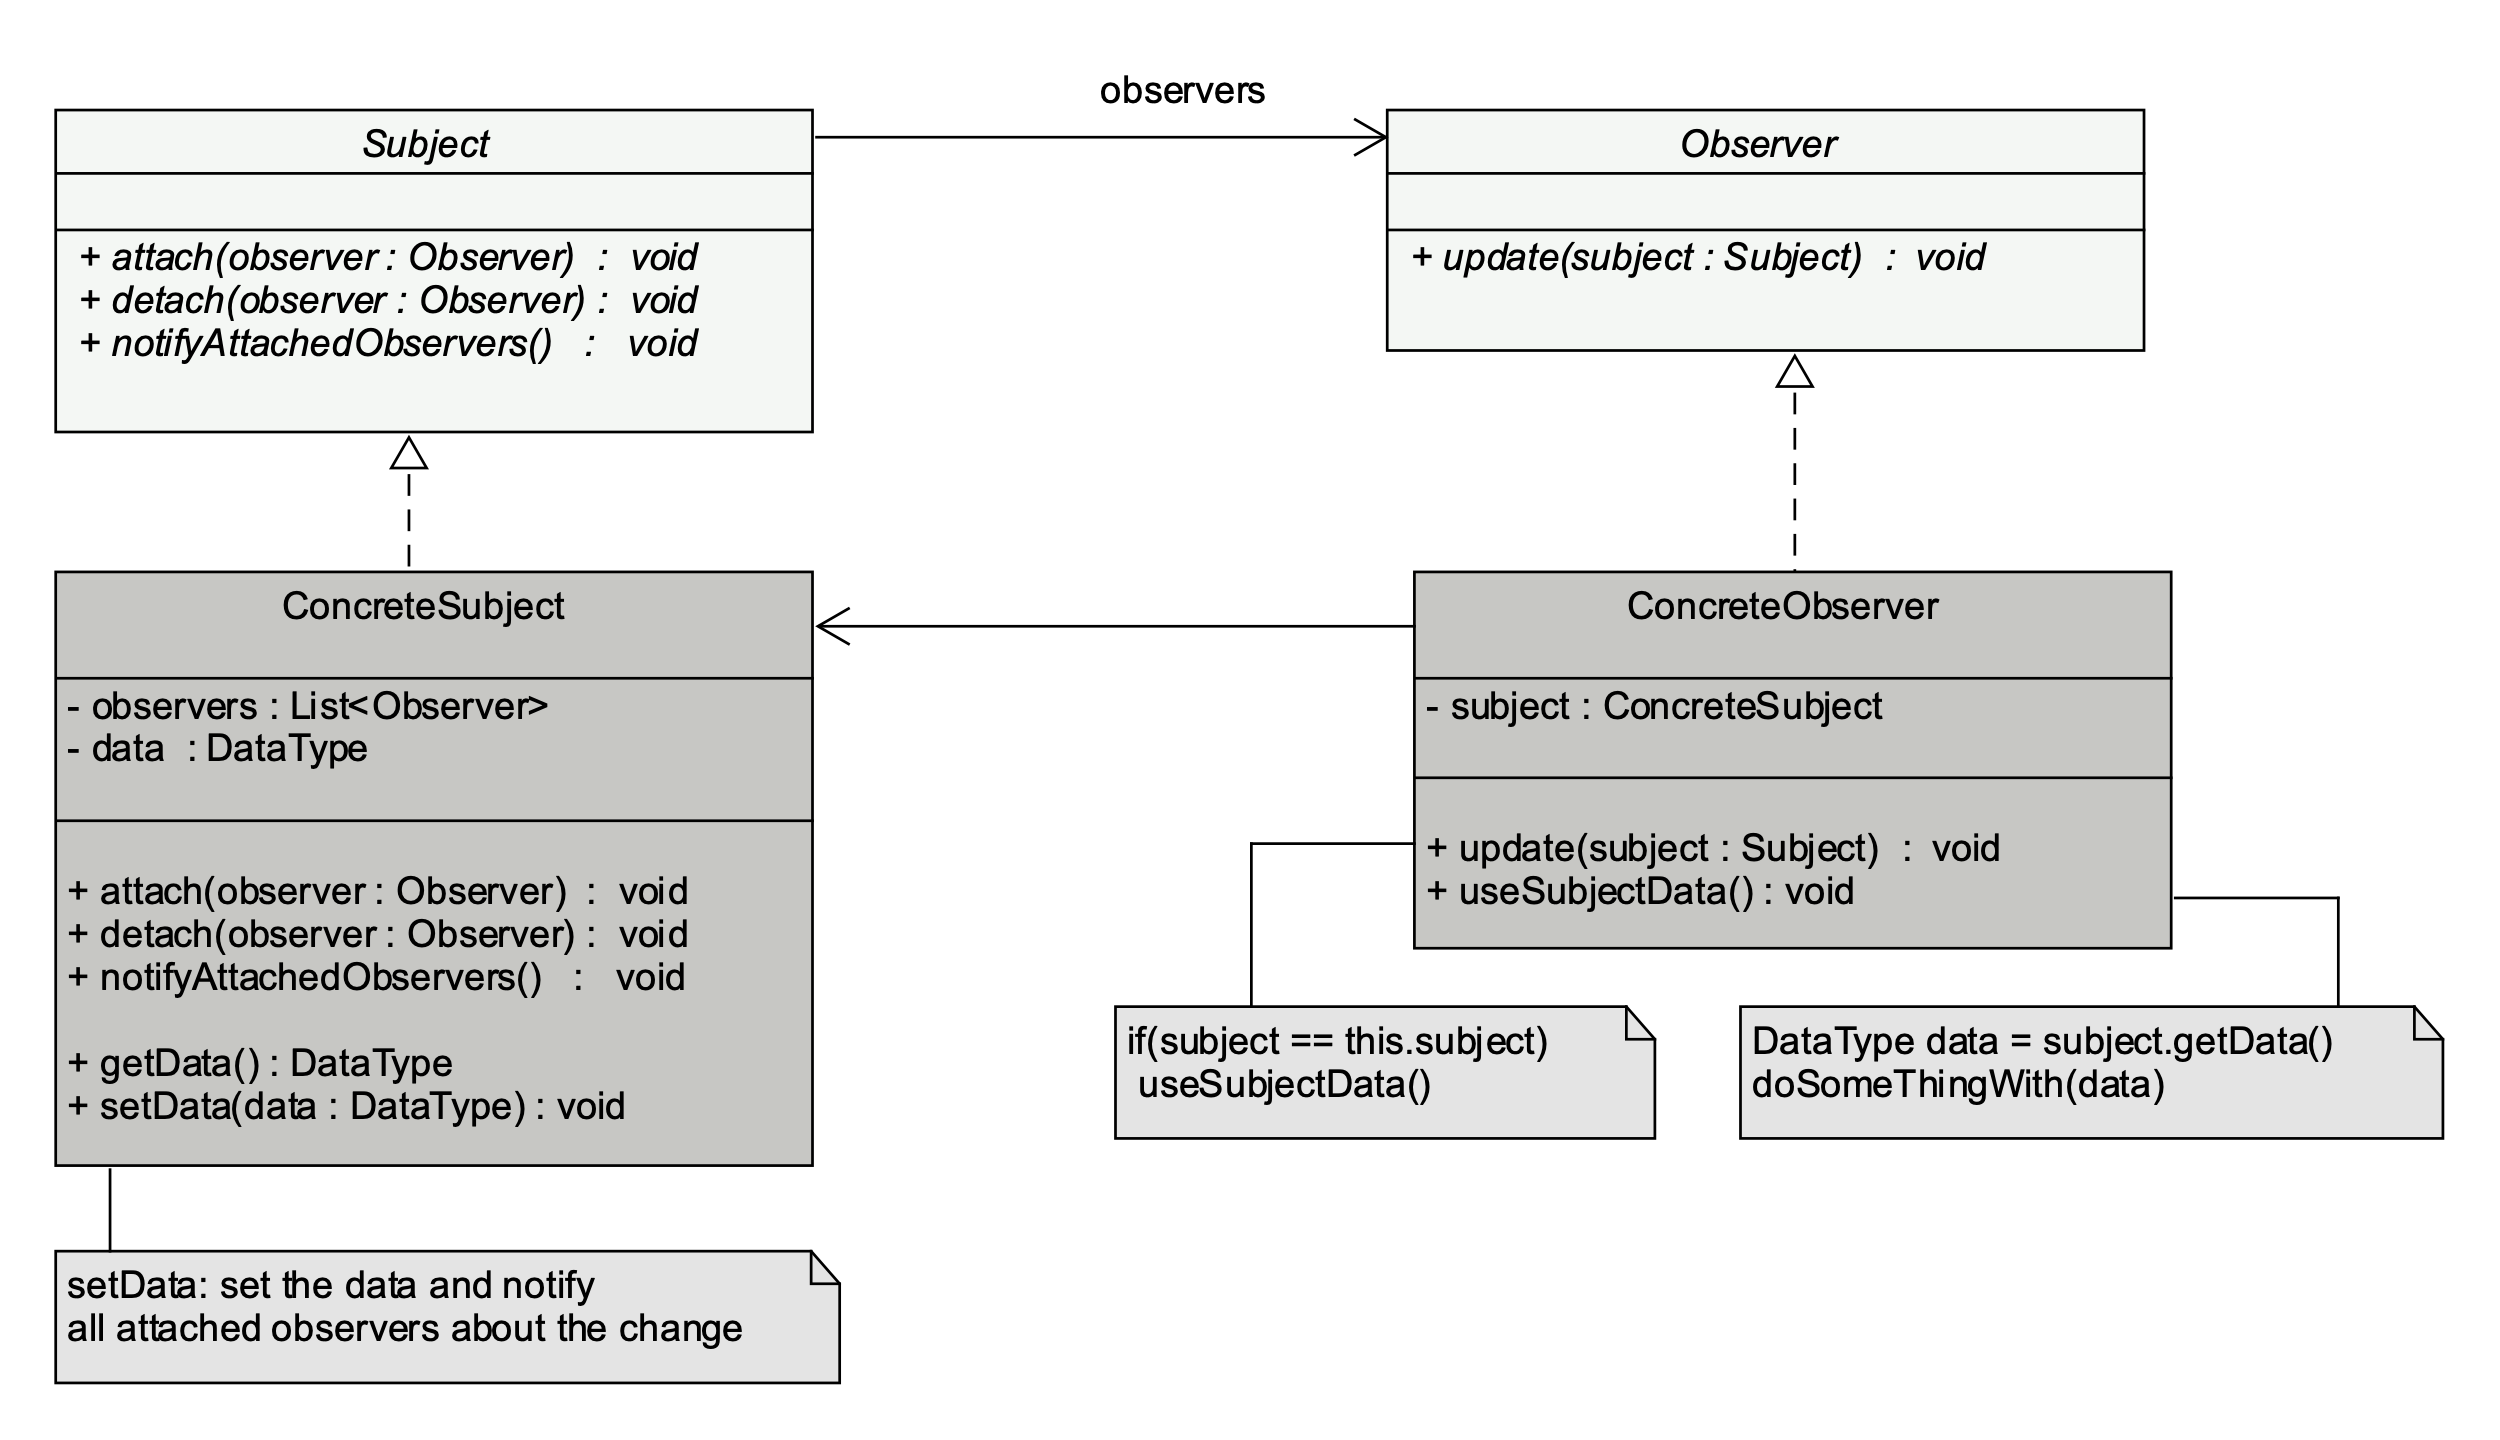 observers
Subject
+ attach(observer : Observer) : void
+ detach(observer : Observer) : void
+ notifyAttachedObservers() : void
Observer
+ update(subject : Subject) : void
ConcreteSubject
- observers : List<Observer>
- data : DataType
+ attach(observer : Observer) : void
+ detach(observer : Observer) : void
+ notifyAttachedObservers() : void
+ getData() : DataType
+ setData(data : DataType) : void
ConcreteObserver
- subject : ConcreteSubject
+ update(subject : Subject) : void
+ useSubjectData() : void
if(subject == this.subject)
useSubjectData()
DataType data = subject.getData()
doSomeThingWith(data)
setData: set the data and notify
all attached observers about the change